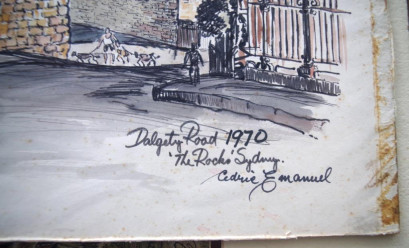 Dalgety Road 1970
'The Rocks' Sydney.
Cedric Emanuel